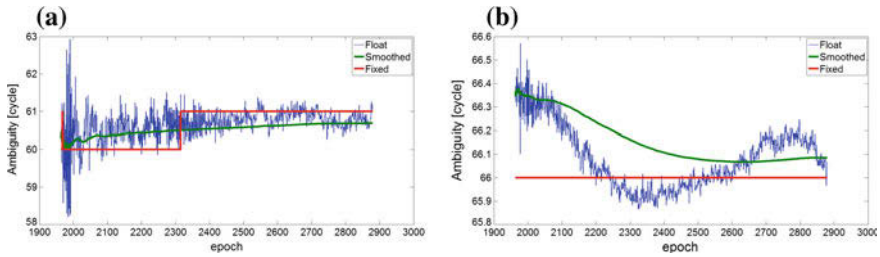 (a)
Ambiguity [cycle]
63
62
61
60
59
58
1900 2000 2100 2200 2300 2400 2500 2600 2700 2800 2900 3000
epoch
Float
Smoothed
Fixed
(b)
Ambiguity [cycle]
66.6
66.5
66.4
66.3
66.2
66.1
66
65.9
65.8
1900 2000 2100 2200 2300 2400 2500 2600 2700 2800 2900 3000
epoch
Float
Smoothed
Fixed